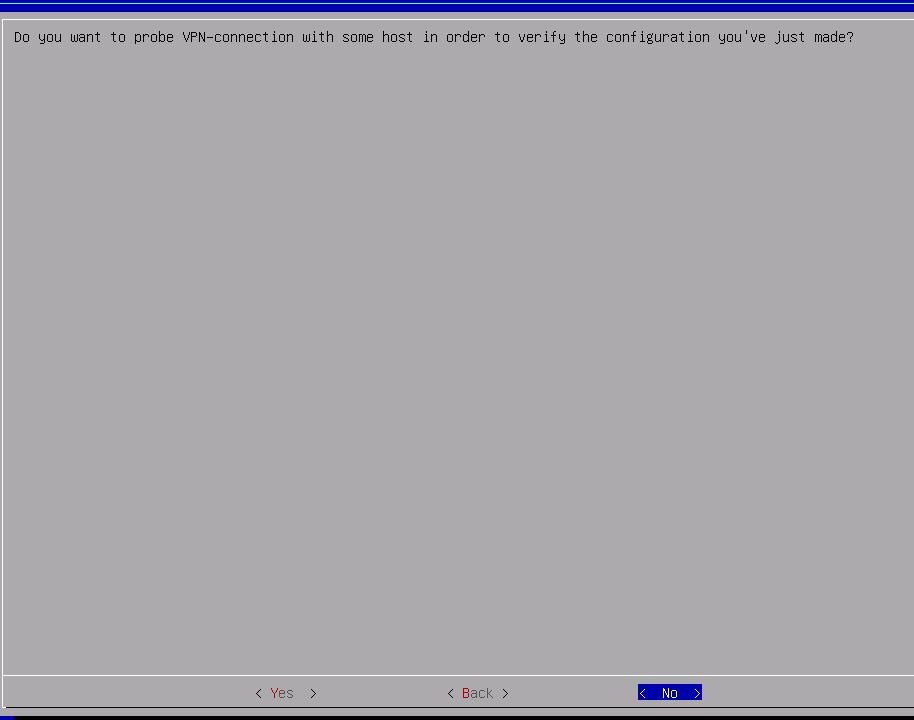 Do you want to probe VPN-connection with some host in order to verify the configuration you've just made?
< Yes > < Back > < No >